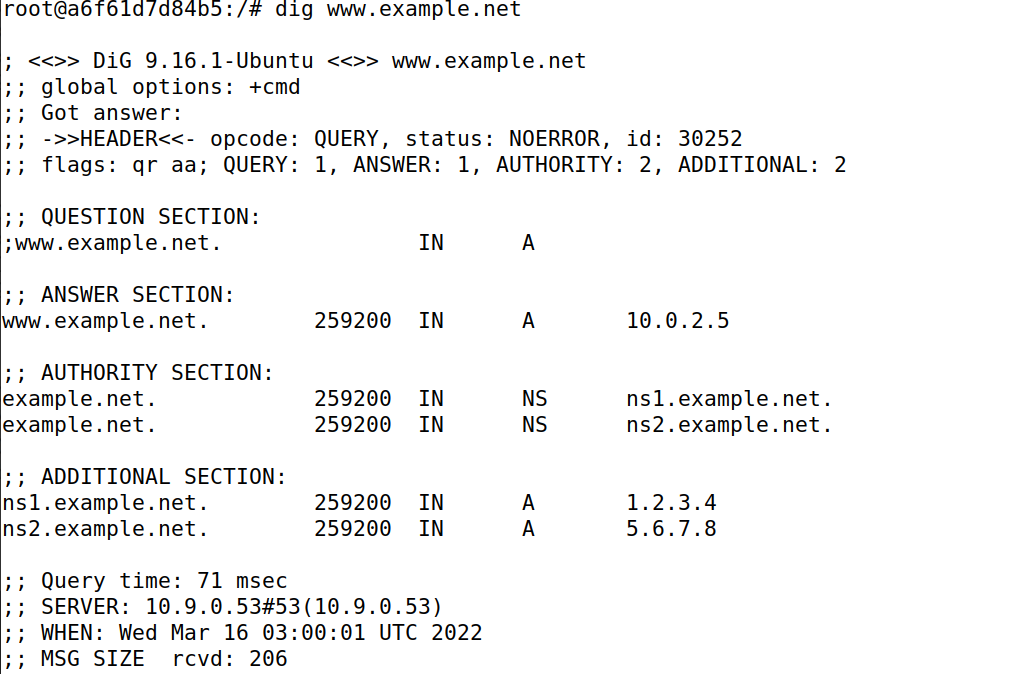 root@a6f61d7d84b5:/# dig www.example.net
; <<>> DiG 9.16.1-Ubuntu <<>> www.example.net
;; global options: +cmd
;; Got answer:
;; ->>HEADER<<- opcode: QUERY, status: NOERROR, id: 30252
;; flags: qr aa; QUERY: 1, ANSWER: 1, AUTHORITY: 2, ADDITIONAL: 2
;; QUESTION SECTION:
;www.example.net. IN A
;; ANSWER SECTION:
www.example.net. 259200 IN A 10.0.2.5
;; AUTHORITY SECTION:
example.net. 259200 IN NS ns1.example.net.
example.net. 259200 IN NS ns2.example.net.
;; ADDITIONAL SECTION:
ns1.example.net. 259200 IN A 1.2.3.4
ns2.example.net. 259200 IN A 5.6.7.8
;; Query time: 71 msec
;; SERVER: 10.9.0.53#53(10.9.0.53)
;; WHEN: Wed Mar 16 03:00:01 UTC 2022
;; MSG SIZE rcvd: 206